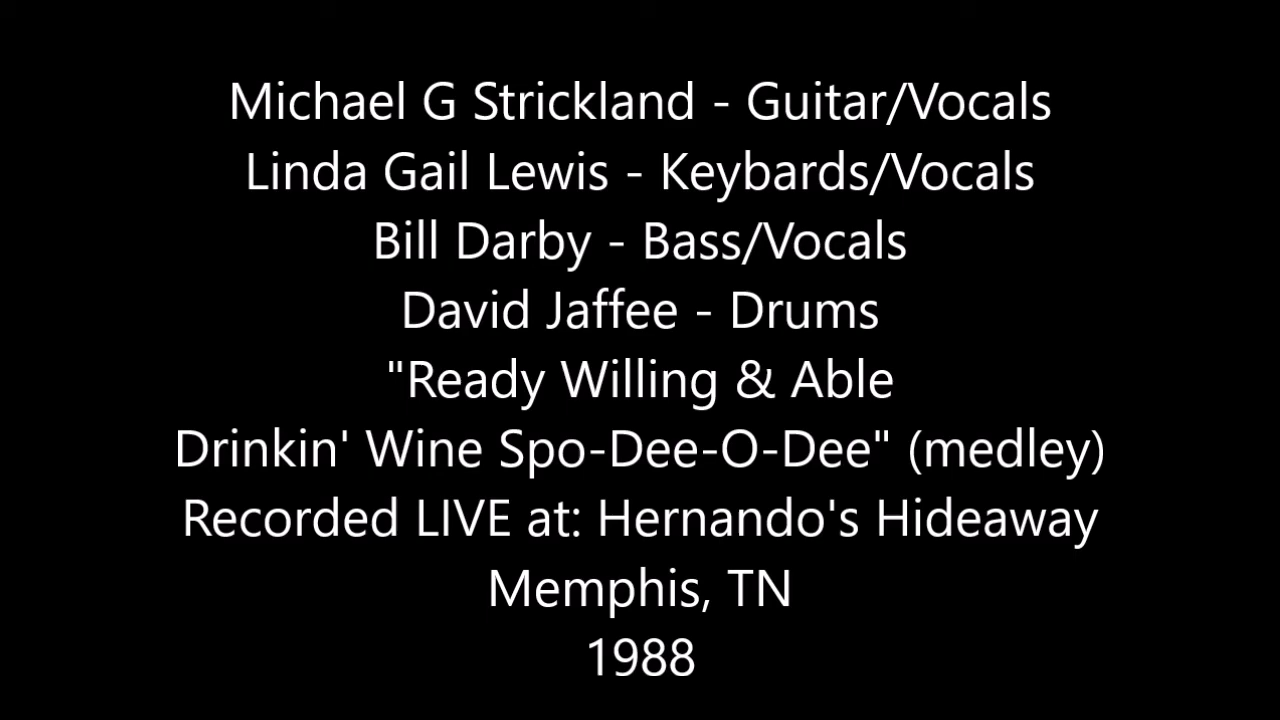 Michael G Strickland - Guitar/Vocals
Linda Gail Lewis - Keybards/Vocals
Bill Darby - Bass/Vocals
David Jaffee - Drums
"Ready Willing & Able
Drinkin' Wine Spo-Dee-O-Dee" (medley)
Recorded LIVE at: Hernando's Hideaway
Memphis, TN
1988